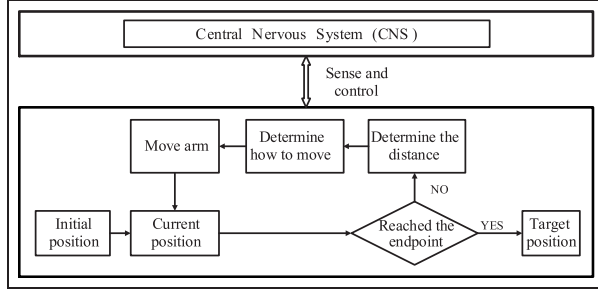 Central Nervous System (CNS)
Sense and
control
Move arm
Determine
how to move
Determine the
distance
NO
Initial
position
Current
position
Reached the
endpoint
YES
Target
position